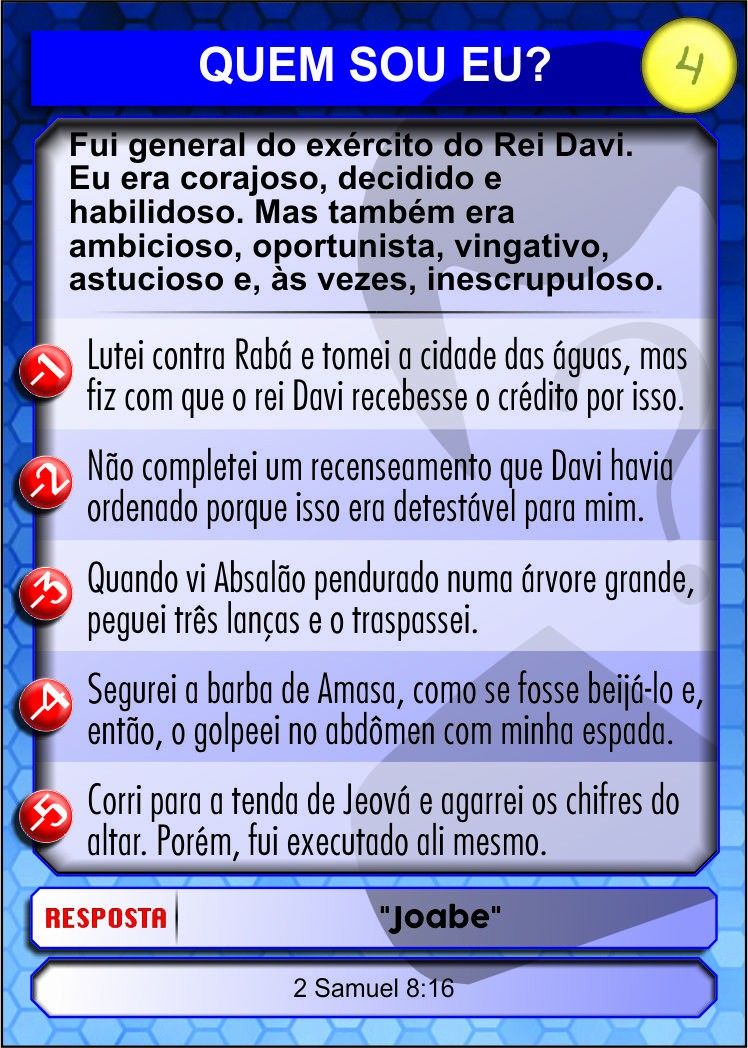 QUEM SOU EU?
4
Fui general do exército do Rei Davi.
Eu era corajoso, decidido e
habilidoso. Mas também era
ambicioso, oportunista, vingativo,
astucioso e, às vezes, inescrupuloso.
1
Lutei contra Rabá e tomei a cidade das águas, mas
fiz com que o rei Davi recebesse o crédito por isso.
2
Não completei um recenseamento que Davi havia
ordenado porque isso era detestável para mim.
3
Quando vi Absalão pendurado numa árvore grande,
peguei três lanças e o traspassei.
4
Segurei a barba de Amasa, como se fosse beijá-lo e,
então, o golpeei no abdômen com minha espada.
5
Corri para a tenda de Jeová e agarrei os chifres do
altar. Porém, fui executado ali mesmo.
RESPOSTA
"Joabe"
2 Samuel 8:16